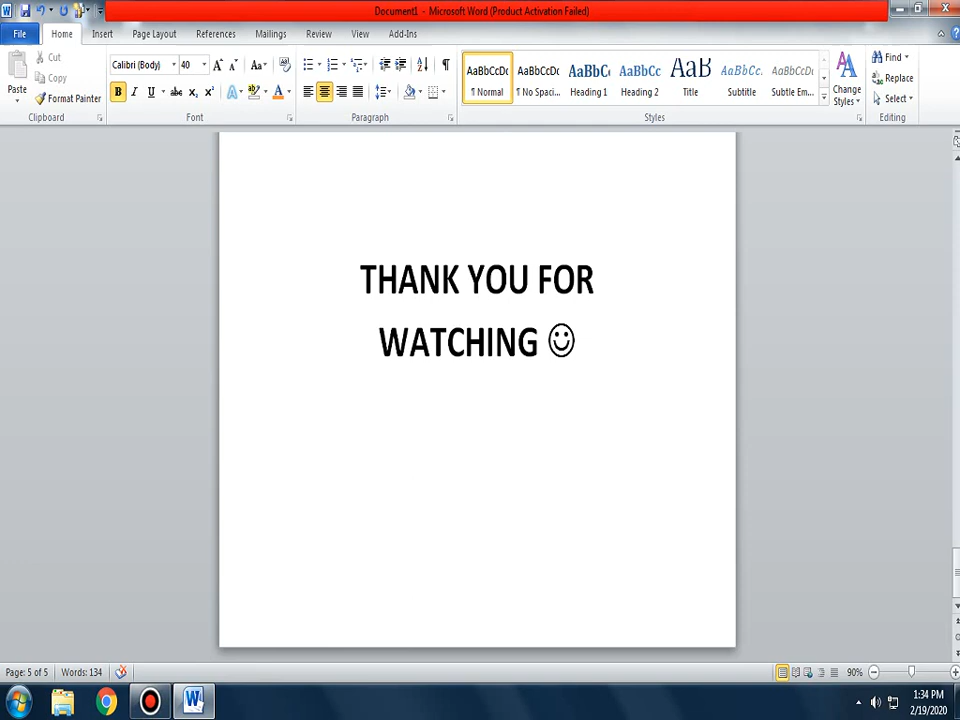 Document1 - Microsoft Word (Product Activation Failed)
File Home Insert Page Layout References Mailings Review View Add-Ins
Cut
Copy
Format Painter
Paste
Clipboard
Calibri (Body) 40
Font
Paragraph
AaBbCcDc AaBbCcDc AaBbC AaBbCc AaB AaBbCc. AaBbCcDc
¶ Normal ¶ No Spaci... Heading 1 Heading 2 Title Subtitle Subtle Em...
Change
Styles
Styles
Find
Replace
Select
Editing
THANK YOU FOR
WATCHING ☺
Page: 5 of 5 Words: 134
90%
1:34 PM
2/19/2020